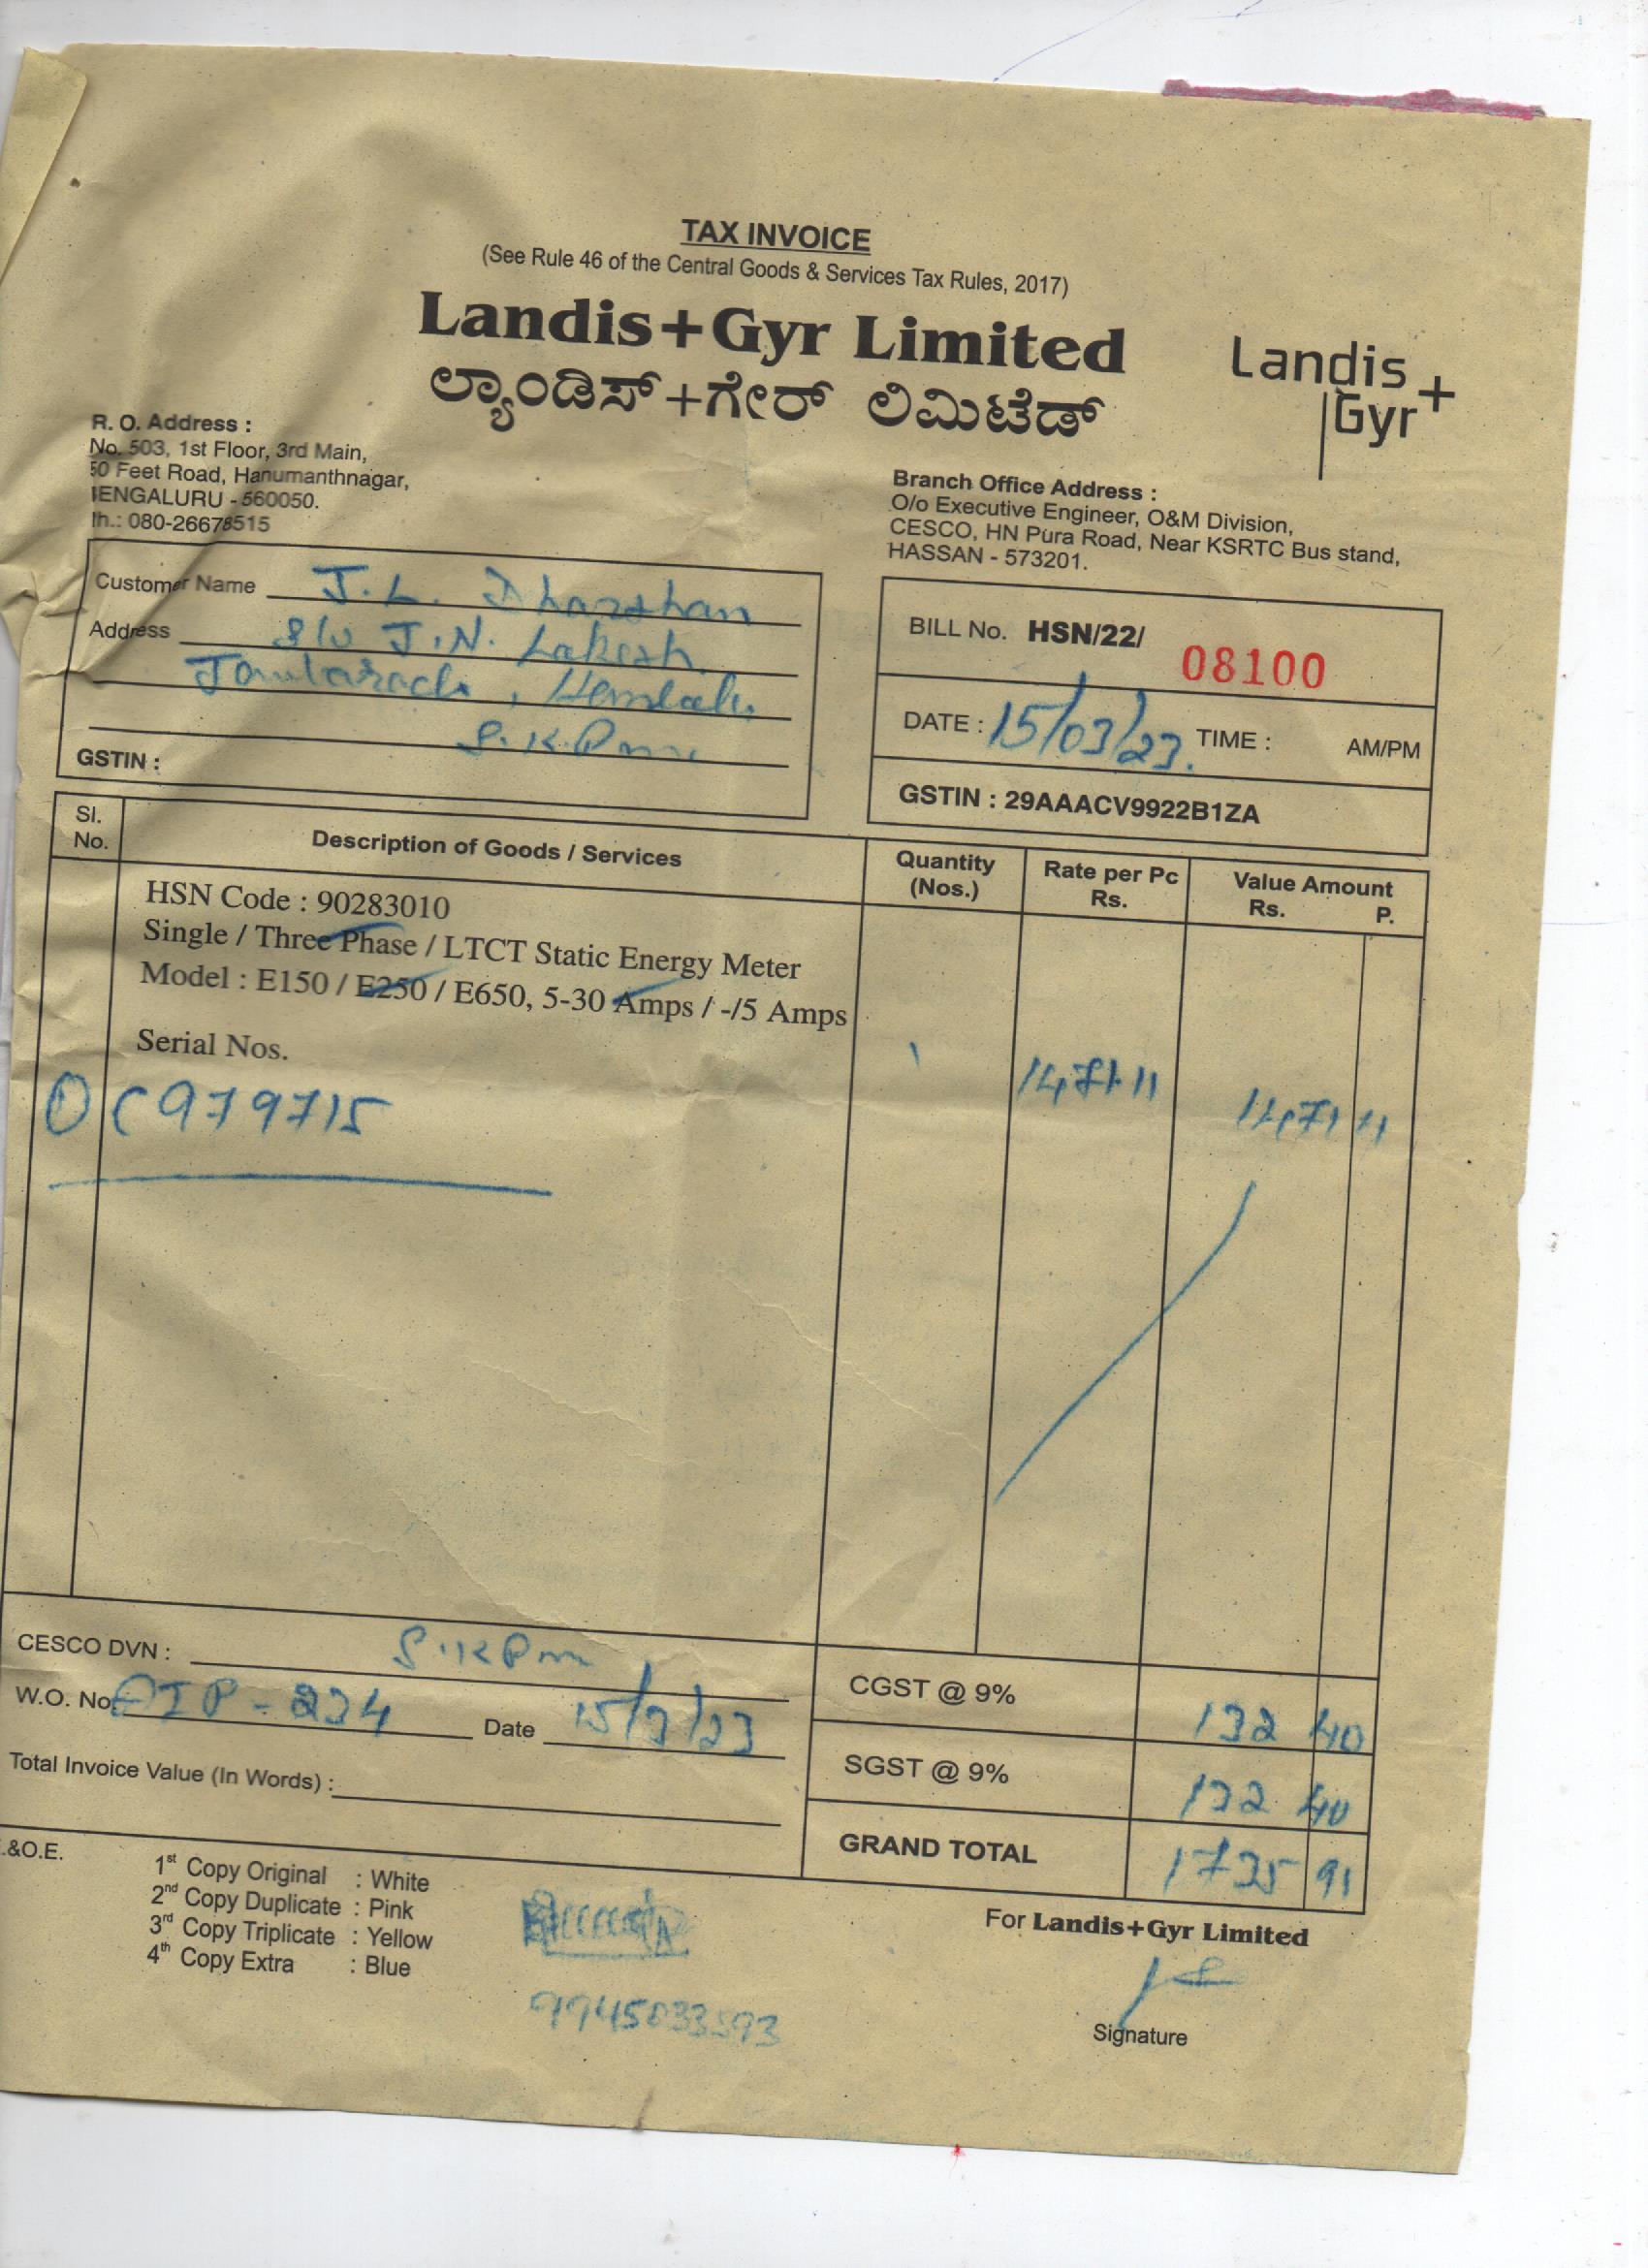 TAX INVOICE
(See Rule 46 of the Central Goods & Services Tax Rules, 2017)
Landis+Gyr Limited
ಲ್ಯಾಂಡಿಸ್+ಗೇರ್ ಲಿಮಿಟೆಡ್
Landis+
Gyr
R. O. Address :
No. 503, 1st Floor, 3rd Main,
50 Feet Road, Hanumanthnagar,
BENGALURU - 560050.
Ph.: 080-26678515
Branch Office Address :
O/o Executive Engineer, O&M Division,
CESCO, HN Pura Road, Near KSRTC Bus stand,
HASSAN - 573201.
Customer Name J.L. Dharshan
Address S/o J.N. Lakesh
S.K.Pm
GSTIN :
BILL No. HSN/22/ 08100
DATE : 15/03/23. TIME : AM/PM
GSTIN : 29AAACV9922B1ZA
Sl. No. Description of Goods / Services Quantity (Nos.) Rate per Pc Rs. Value Amount Rs. P.
HSN Code : 90283010
Single / Three Phase / LTCT Static Energy Meter
Model : E150 / E250 / E650, 5-30 Amps / -/5 Amps
Serial Nos.
1 1471.11 1471 11
0C979715
CESCO DVN : S.K Pm
W.O. No. 234 Date 15/3/23
Total Invoice Value (In Words) :
CGST @ 9% 132 40
SGST @ 9% 132 40
GRAND TOTAL 1735 91
E.&O.E.
1st Copy Original : White
2nd Copy Duplicate : Pink
3rd Copy Triplicate : Yellow
4th Copy Extra : Blue
9945033593
For Landis+Gyr Limited
Signature